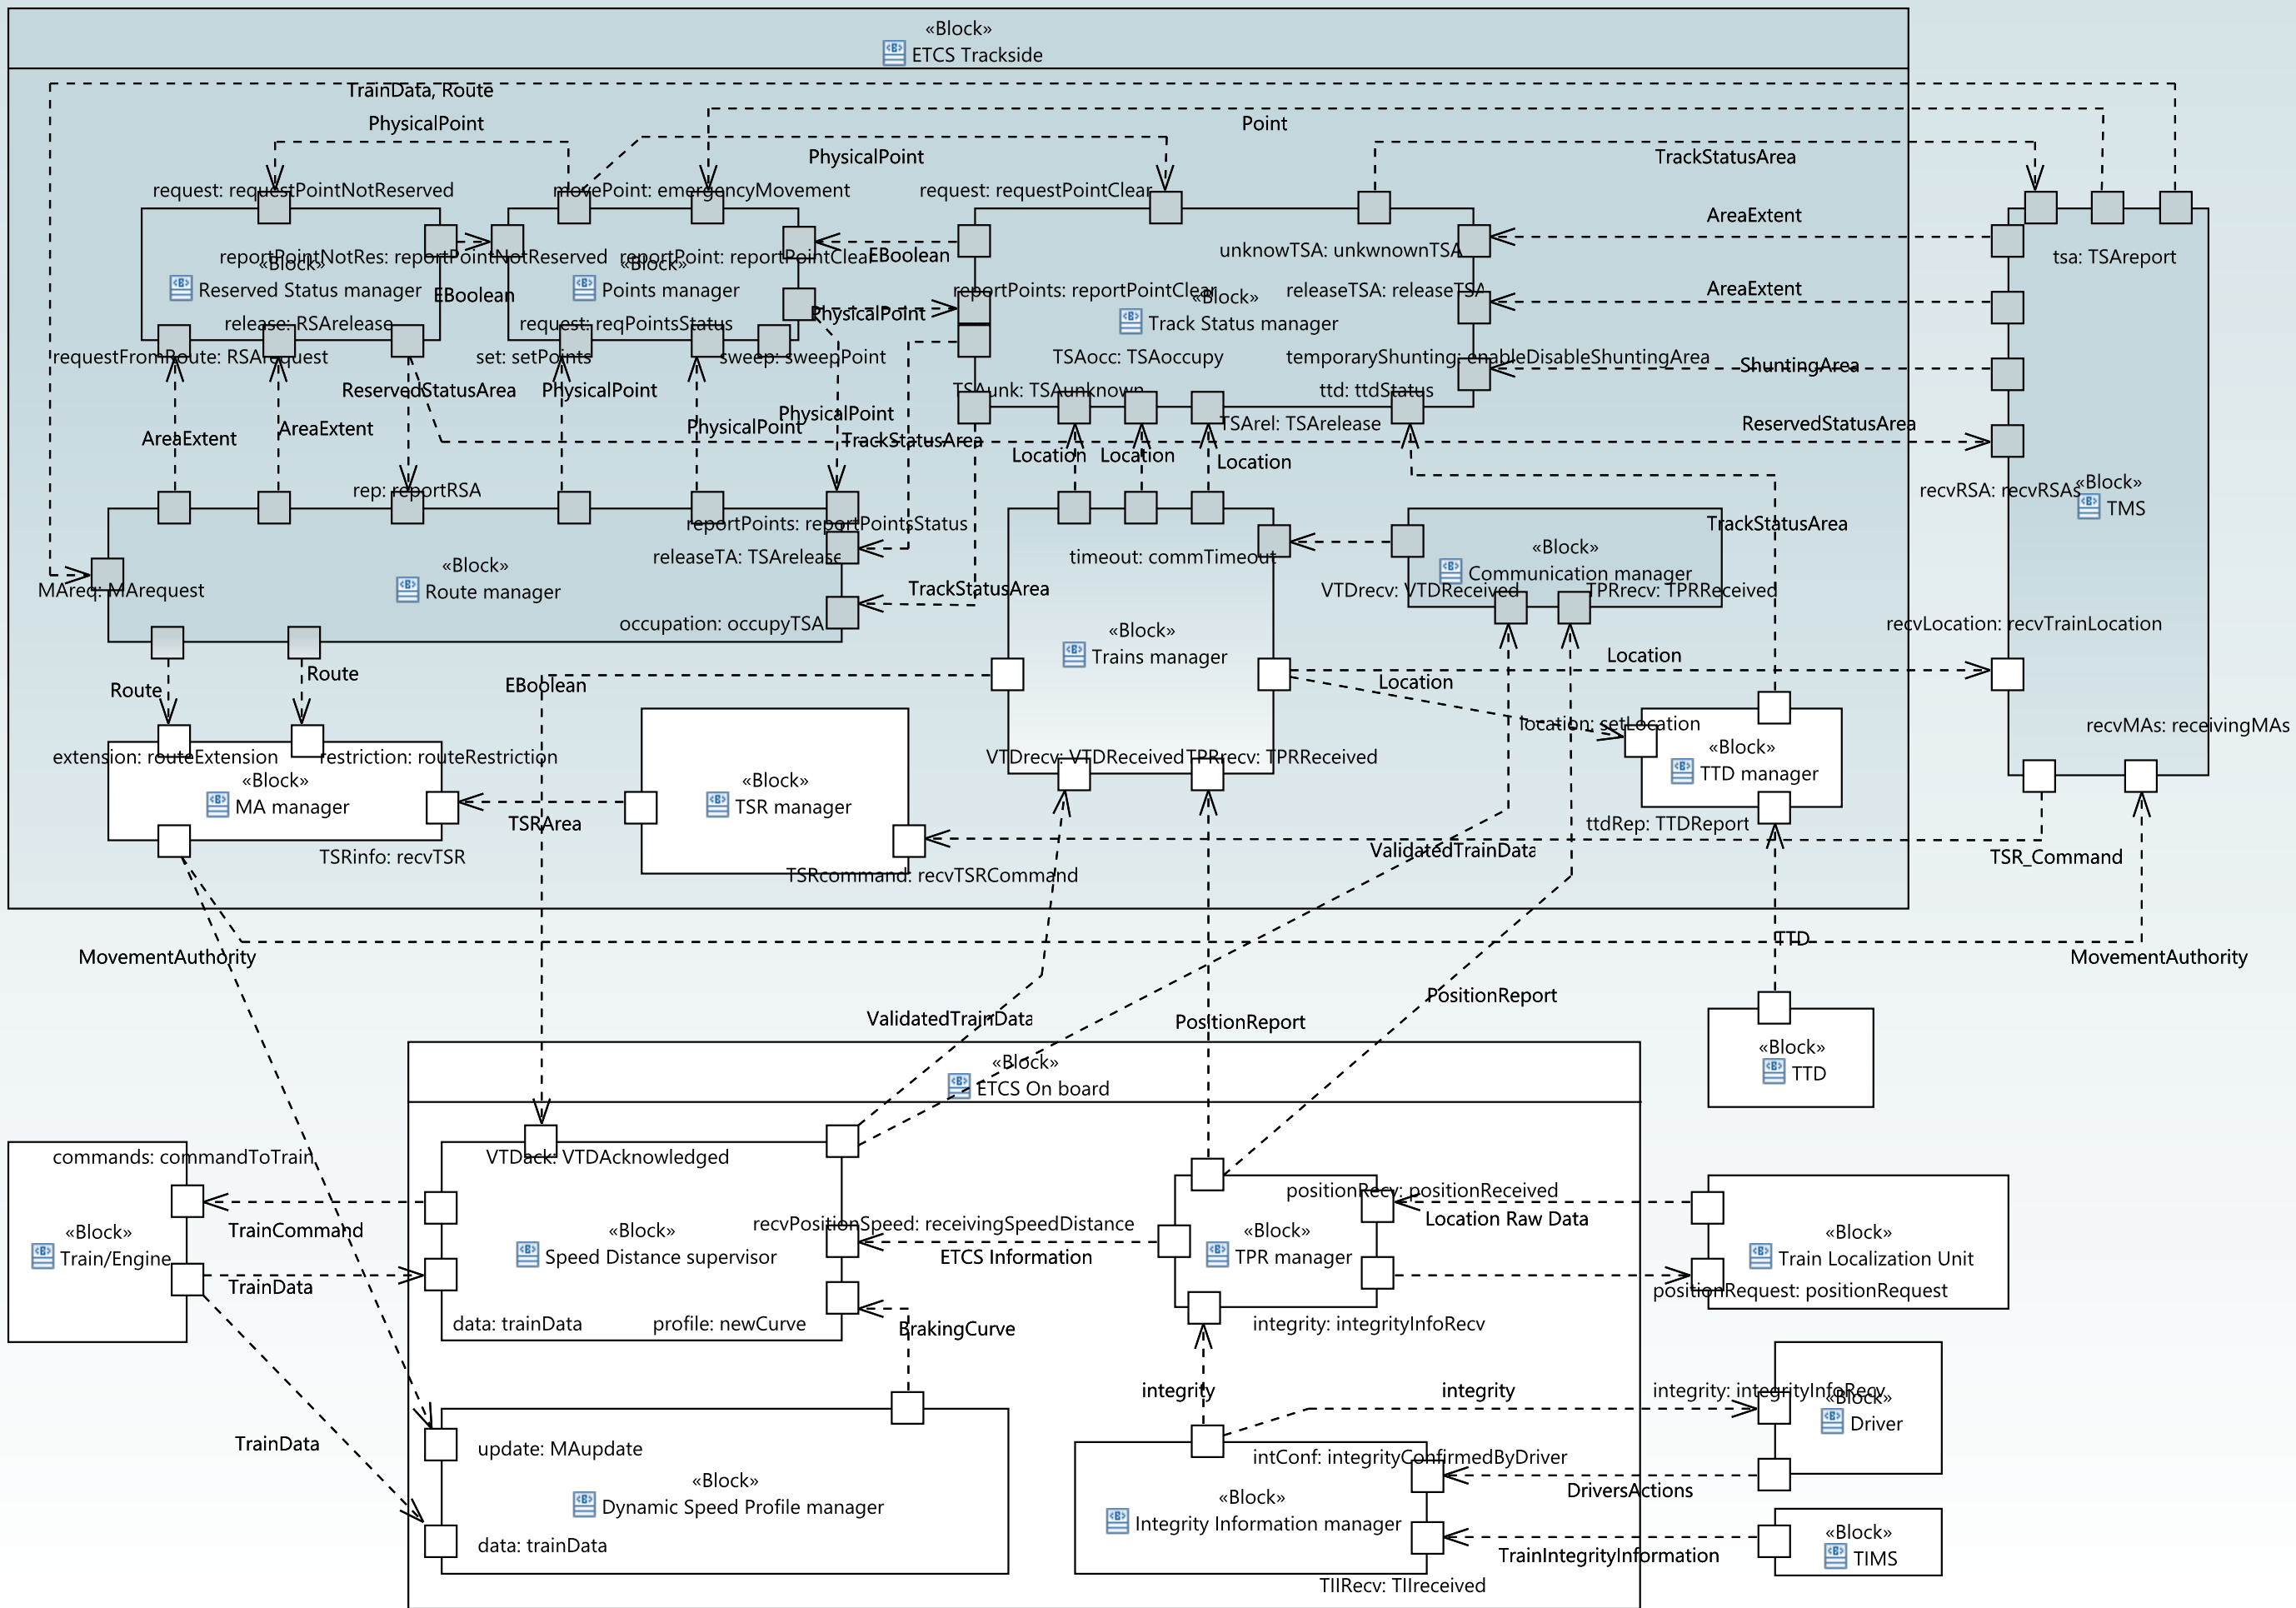 «Block»
ETCS Trackside
TrainData, Route
PhysicalPoint
Point
PhysicalPoint
TrackStatusArea
request: requestPointNotReserved
movePoint: emergencyMovement
request: requestPointClear
AreaExtent
unknowTSA: unkwnownTSA
tsa: TSAreport
reportPointNotRes: reportPointNotReserved
reportPoint: reportPointClear
EBoolean
«Block»
Reserved Status manager
«Block»
Points manager
EBoolean
reportPoints: reportPointClear
releaseTSA: releaseTSA
AreaExtent
«Block»
Track Status manager
PhysicalPoint
release: RSArelease
request: reqPointsStatus
requestFromRoute: RSArequest
set: setPoints
sweep: sweepPoint
TSAocc: TSAoccupy
temporaryShunting: enableDisableShuntingArea
ShuntingArea
ReservedStatusArea
PhysicalPoint
TSAunk: TSAunknown
ttd: ttdStatus
PhysicalPoint
PhysicalPoint
TSArel: TSArelease
ReservedStatusArea
AreaExtent
AreaExtent
TrackStatusArea
Location
Location
Location
rep: reportRSA
recvRSA: recvRSAs
«Block»
TMS
reportPoints: reportPointsStatus
TrackStatusArea
releaseTA: TSArelease
timeout: commTimeout
«Block»
Communication manager
«Block»
Route manager
MAreq: MArequest
TrackStatusArea
VTDrecv: VTDReceived
TPRrecv: TPRReceived
occupation: occupyTSA
recvLocation: recvTrainLocation
«Block»
Trains manager
Location
Route
Route
EBoolean
Location
location: setLocation
recvMAs: receivingMAs
extension: routeExtension
restriction: routeRestriction
VTDrecv: VTDReceived
TPRrecv: TPRReceived
«Block»
TTD manager
«Block»
MA manager
«Block»
TSR manager
TSRArea
ttdRep: TTDReport
TSRinfo: recvTSR
TSRcommand: recvTSRCommand
ValidatedTrainData
TSR_Command
TTD
MovementAuthority
MovementAuthority
PositionReport
ValidatedTrainData
PositionReport
«Block»
TTD
«Block»
ETCS On board
commands: commandToTrain
VTDack: VTDAcknowledged
positionRecv: positionReceived
Location Raw Data
TrainCommand
recvPositionSpeed: receivingSpeedDistance
«Block»
Train/Engine
«Block»
Speed Distance supervisor
ETCS Information
«Block»
TPR manager
«Block»
Train Localization Unit
TrainData
positionRequest: positionRequest
data: trainData
profile: newCurve
BrakingCurve
integrity: integrityInfoRecv
integrity
integrity
integrity: integrityInfoRecv
«Block»
Driver
TrainData
update: MAupdate
intConf: integrityConfirmedByDriver
«Block»
Dynamic Speed Profile manager
DriversActions
«Block»
Integrity Information manager
data: trainData
TrainIntegrityInformation
«Block»
TIMS
TIIRecv: TIIreceived